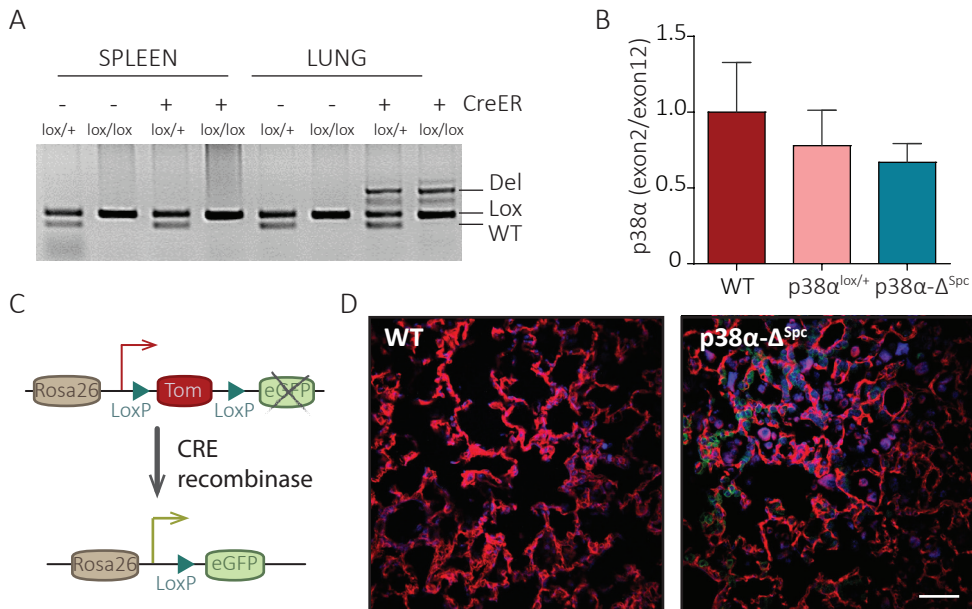 A
SPLEEN LUNG
- - + + - - + + CreER
lox/+ lox/lox lox/+ lox/lox lox/+ lox/lox lox/+ lox/lox
Del
Lox
WT
B
p38α (exon2/exon12)
1.5
1.0
0.5
0
WT p38α^lox/+ p38α-Δ^Spc
C
Rosa26 Tom eGFP
LoxP LoxP
CRE
recombinase
Rosa26 eGFP
LoxP
D
WT p38α-Δ^Spc